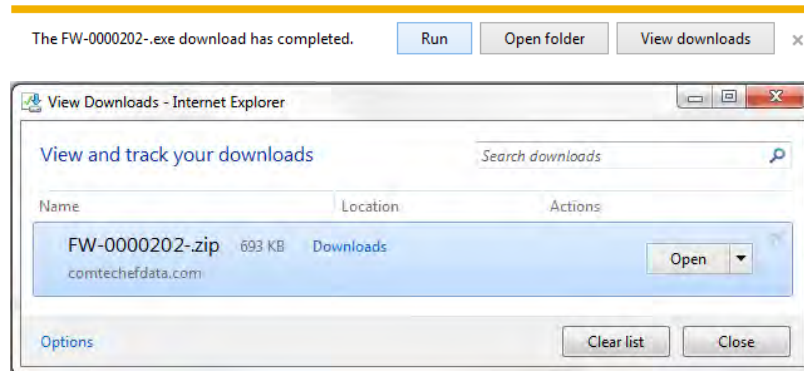 The FW-0000202-.exe download has completed. Run Open folder View downloads ×
View Downloads - Internet Explorer
View and track your downloads Search downloads
Name Location Actions
FW-0000202-.zip 693 KB Downloads Open
comtechefdata.com
Options Clear list Close